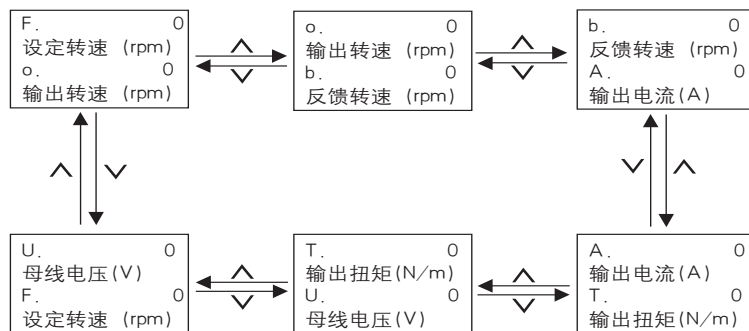 F. 0
设定转速 (rpm)
o. 0
输出转速 (rpm)
o. 0
输出转速 (rpm)
b. 0
反馈转速 (rpm)
b. 0
反馈转速 (rpm)
A. 0
输出电流(A)
U. 0
母线电压(V)
F. 0
设定转速 (rpm)
T. 0
输出扭矩(N/m)
U. 0
母线电压(V)
A. 0
输出电流(A)
T. 0
输出扭矩(N/m)